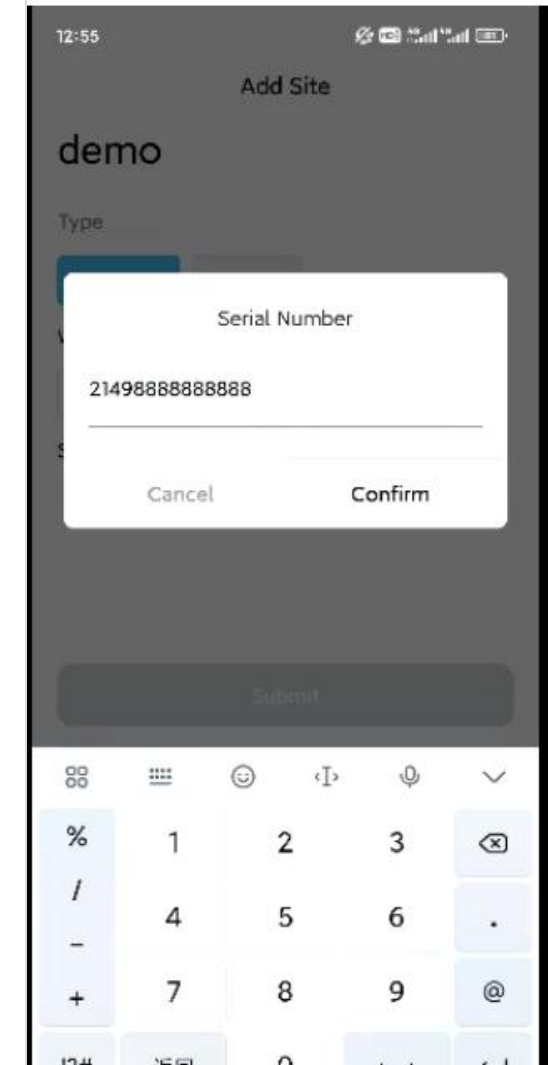 12:55
Add Site
demo
Type
Serial Number
21498888888888
Cancel
Confirm
Submit
%
1
2
3
/
4
5
6
.
-
+
7
8
9
@